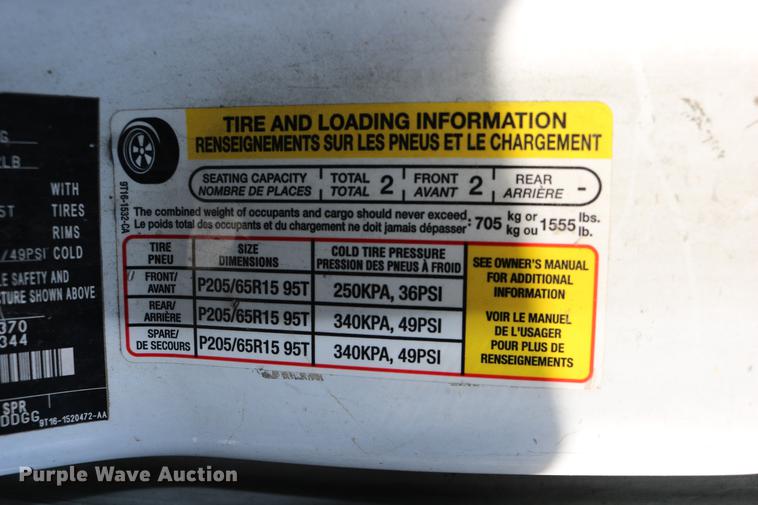 TIRE AND LOADING INFORMATION
RENSEIGNEMENTS SUR LES PNEUS ET LE CHARGEMENT
SEATING CAPACITY
NOMBRE DE PLACES
TOTAL
TOTAL 2
FRONT
AVANT 2
REAR
ARRIÈRE -
The combined weight of occupants and cargo should never exceed : 705 kg or 1555 lbs.
Le poids total des occupants et du chargement ne doit jamais dépasser kg ou lb.
TIRE
PNEU
SIZE
DIMENSIONS
COLD TIRE PRESSURE
PRESSION DES PNEUS À FROID
FRONT/
AVANT
P205/65R15 95T
250KPA, 36PSI
REAR/
ARRIÈRE
P205/65R15 95T
340KPA, 49PSI
SPARE/
DE SECOURS
P205/65R15 95T
340KPA, 49PSI
SEE OWNER'S MANUAL
FOR ADDITIONAL
INFORMATION
VOIR LE MANUEL
DE L'USAGER
POUR PLUS DE
RENSEIGNEMENTS
9T16-1532-CA
WITH
5T TIRES
RIMS
/49PSI COLD
LE SAFETY AND
CTURE SHOWN ABOVE
370
344
SPR
DDGG
9T16-1520472-AA
Purple Wave Auction